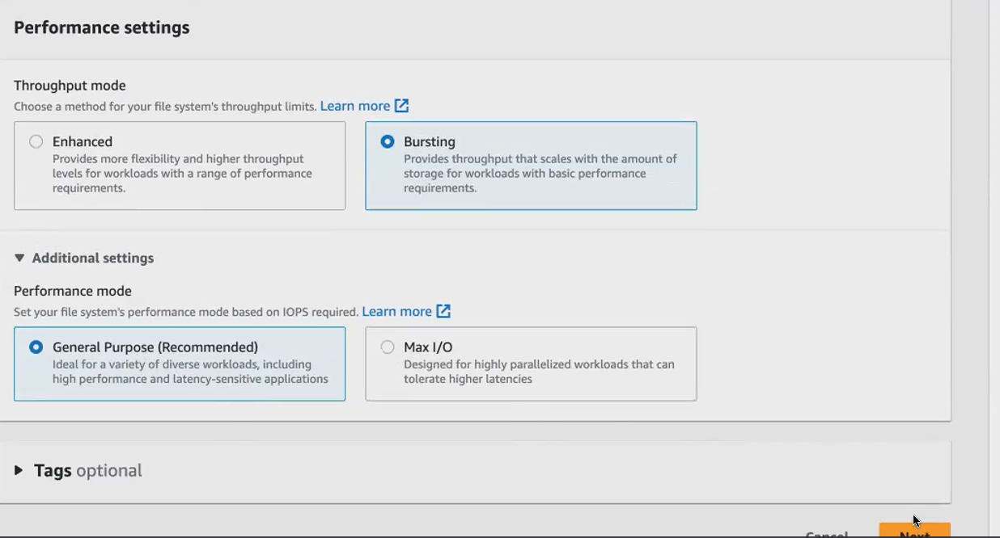 Performance settings
Throughput mode
Choose a method for your file system's throughput limits. Learn more
Enhanced
Provides more flexibility and higher throughput
levels for workloads with a range of performance
requirements.
Bursting
Provides throughput that scales with the amount of
storage for workloads with basic performance
requirements.
Additional settings
Performance mode
Set your file system's performance mode based on IOPS required. Learn more
General Purpose (Recommended)
Ideal for a variety of diverse workloads, including
high performance and latency-sensitive applications
Max I/O
Designed for highly parallelized workloads that can
tolerate higher latencies
Tags optional
Cancel
Next